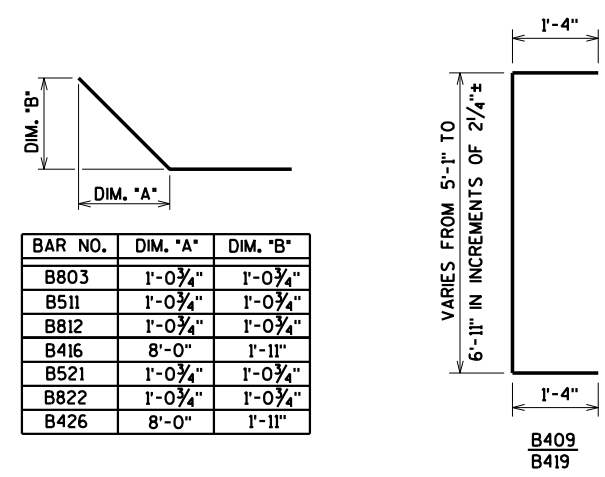 DIM. "B"
DIM. "A"
BAR NO. DIM. "A" DIM. "B"
B803 1'-0¾" 1'-0¾"
B511 1'-0¾" 1'-0¾"
B812 1'-0¾" 1'-0¾"
B416 8'-0" 1'-11"
B521 1'-0¾" 1'-0¾"
B822 1'-0¾" 1'-0¾"
B426 8'-0" 1'-11"
1'-4"
VARIES FROM 5'-1" TO
6'-11" IN INCREMENTS OF 2¼"±
1'-4"
B409
B419